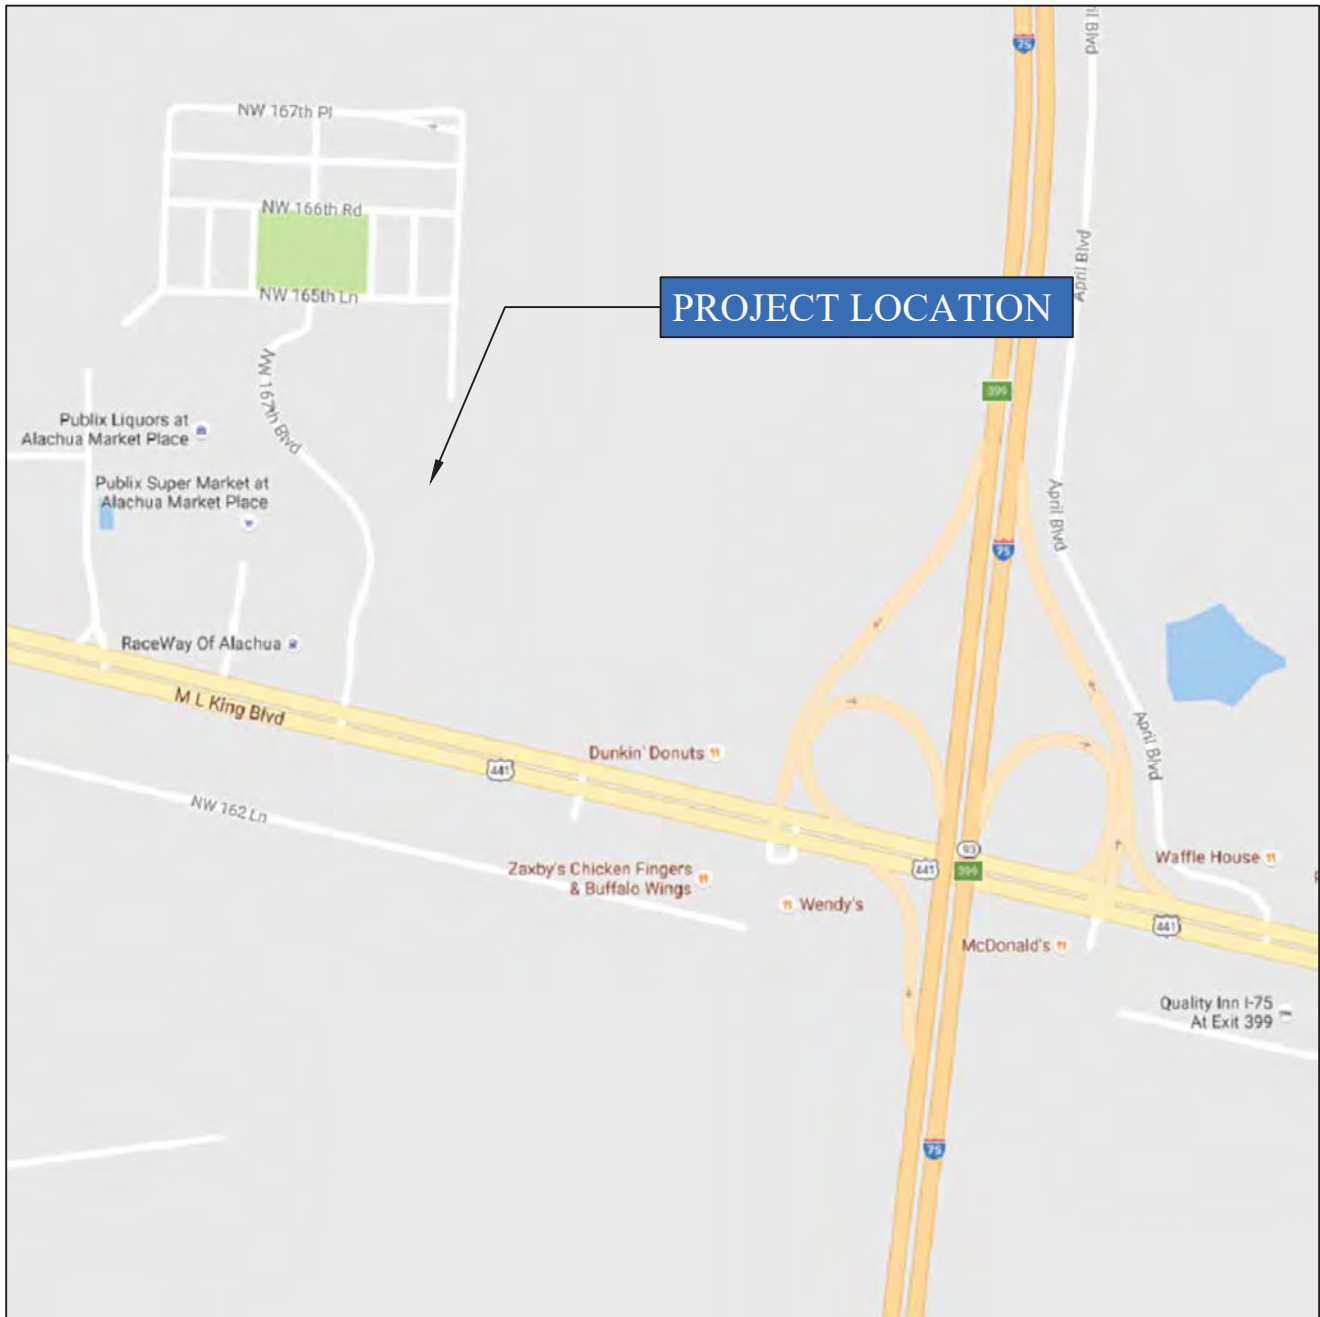 il Blvd
75
NW 167th Pl
NW 166th Rd
April Blvd
NW 165th Ln
PROJECT LOCATION
399
NW 167th Blvd
Publix Liquors at
Alachua Market Place
Publix Super Market at
Alachua Market Place
April Blvd
75
RaceWay Of Alachua
M L King Blvd
April Blvd
Dunkin' Donuts
441
NW 162 Ln
93
Waffle House
Zaxby's Chicken Fingers
& Buffalo Wings
441
399
Wendy's
441
McDonald's
Quality Inn I-75
At Exit 399
75